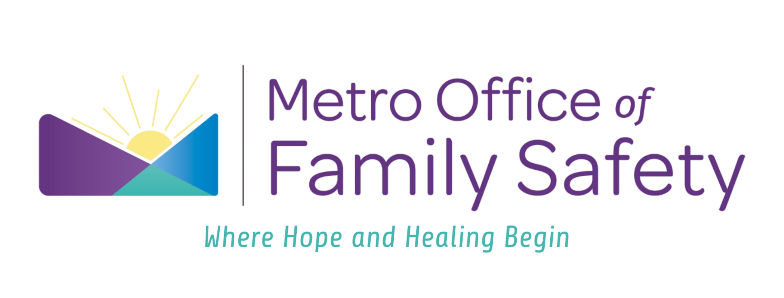 Metro Office of
Family Safety
Where Hope and Healing Begin